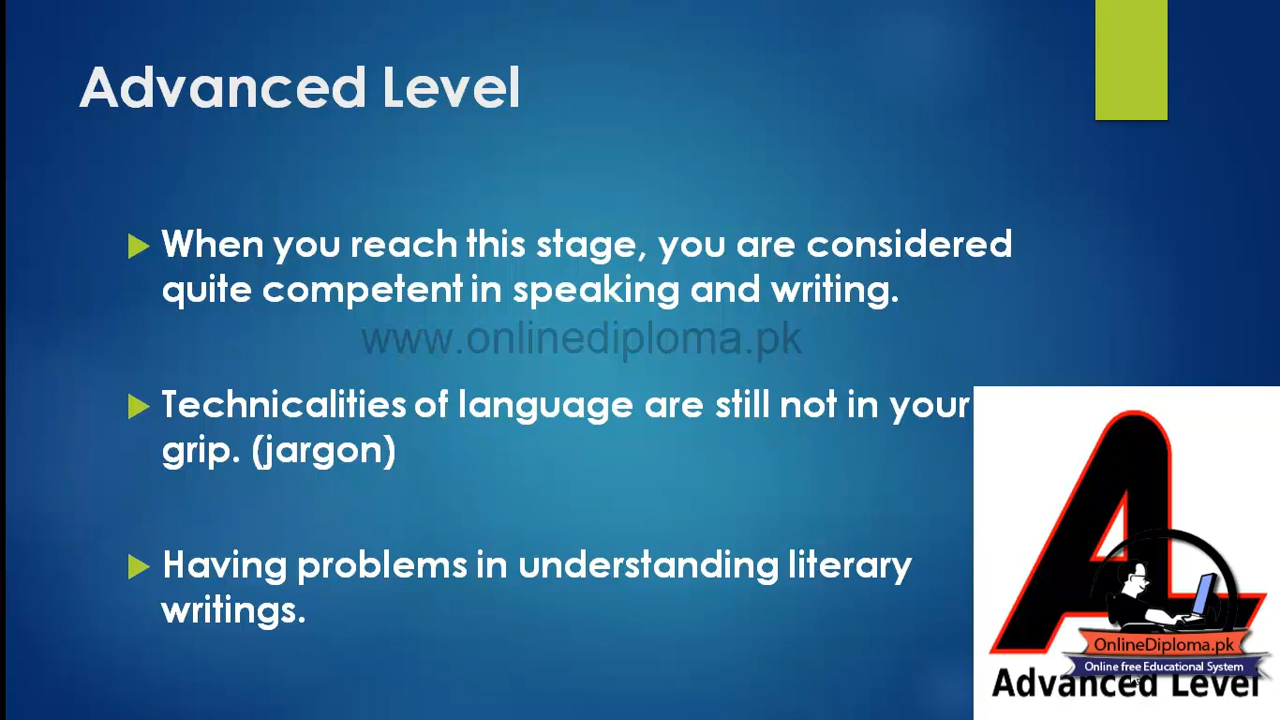 Advanced Level
When you reach this stage, you are considered
quite competent in speaking and writing.
www.onlinediploma.pk
Technicalities of language are still not in your
grip. (jargon)
Having problems in understanding literary
writings.
A
OnlineDiploma.pk
Online free Educational System
Advanced Level